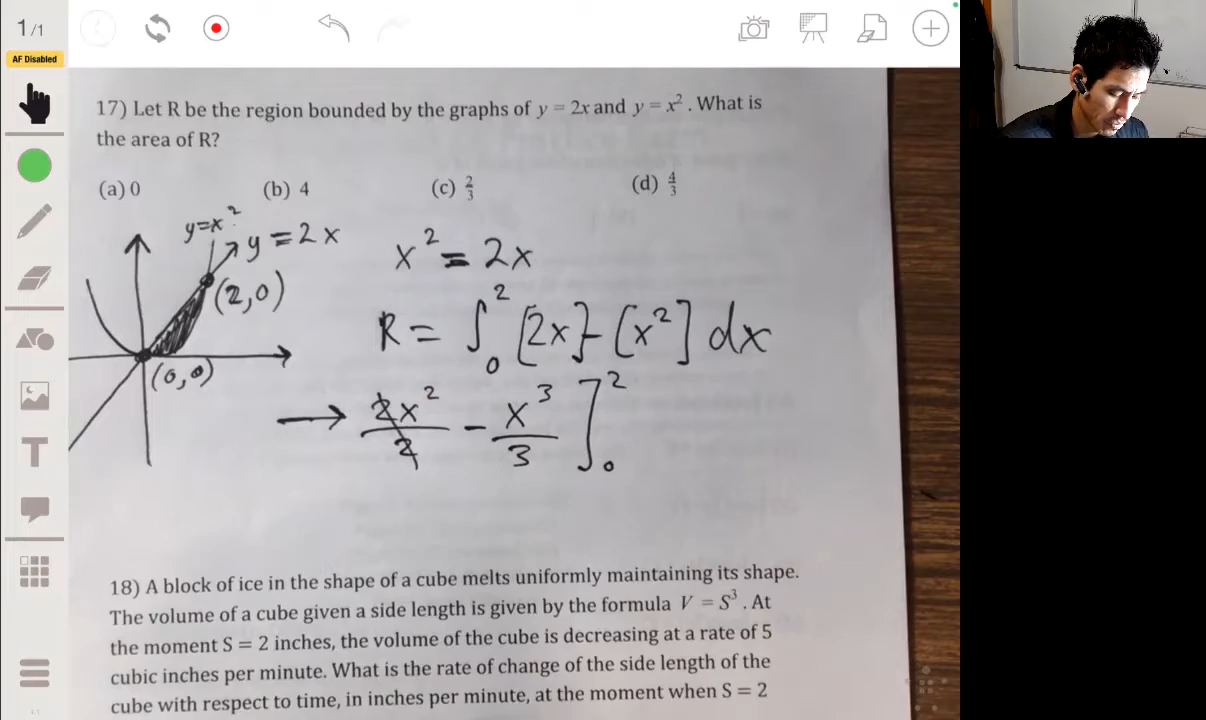 1/1
AF Disabled
17) Let R be the region bounded by the graphs of y = 2x and y = x². What is
the area of R?
(a) 0 (b) 4 (c) 2/3 (d) 4/3
y=x²
y = 2x
(2,0)
(0,0)
x² = 2x
R = ∫₀² [2x] - [x²] dx
→ 2x²/2 - x³/3 ]₀²
T
18) A block of ice in the shape of a cube melts uniformly maintaining its shape.
The volume of a cube given a side length is given by the formula V = S³. At
the moment S = 2 inches, the volume of the cube is decreasing at a rate of 5
cubic inches per minute. What is the rate of change of the side length of the
cube with respect to time, in inches per minute, at the moment when S = 2